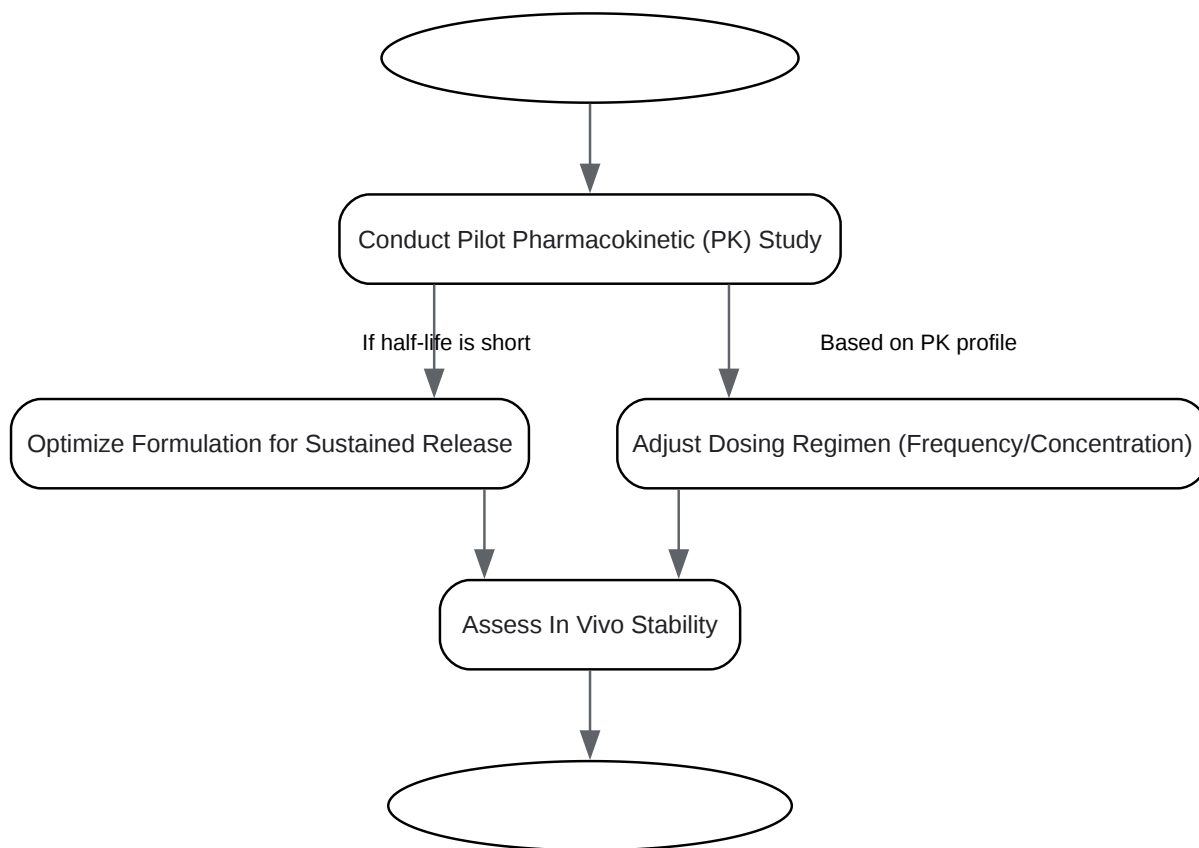 Conduct Pilot Pharmacokinetic (PK) Study
If half-life is short
Based on PK profile
Optimize Formulation for Sustained Release
Adjust Dosing Regimen (Frequency/Concentration)
Assess In Vivo Stability